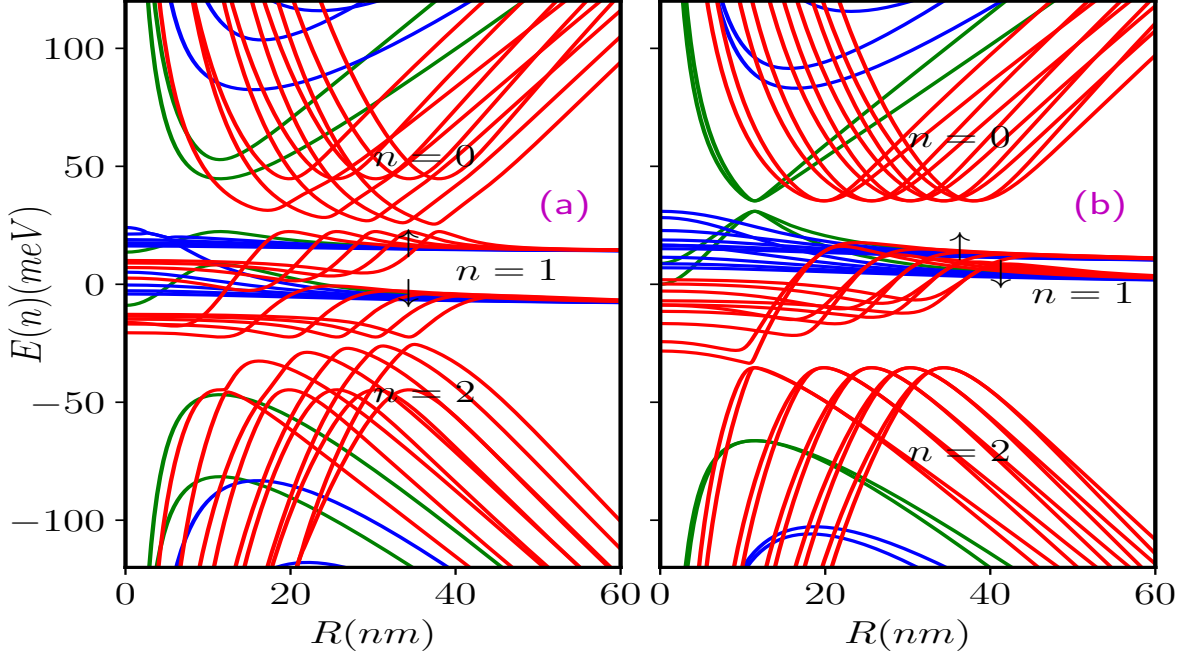 100
50
0
−50
−100
E(n)(meV)
n = 0
(a)
↑
n = 1
↓
n = 2
0
20
40
60
R(nm)
n = 0
(b)
↑
↓
n = 1
n = 2
0
20
40
60
R(nm)